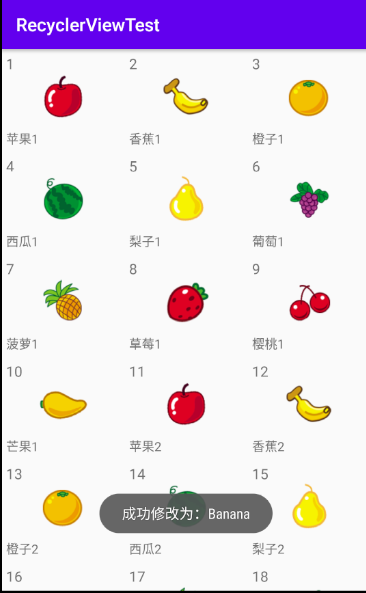 RecyclerViewTest
1 2 3
苹果1 香蕉1 橙子1
4 5 6
西瓜1 梨子1 葡萄1
7 8 9
菠萝1 草莓1 樱桃1
10 11 12
芒果1 苹果2 香蕉2
13 14 15
成功修改为：Banana
橙子2 西瓜2 梨子2
16 17 18